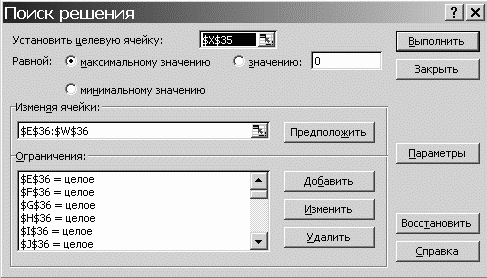 Поиск решения
Установить целевую ячейку: $X$35 Выполнить
Равной: максимальному значению значению: 0 Закрыть
минимальному значению
Изменяя ячейки:
$E$36:$W$36 Предположить
Ограничения: Параметры
$E$36 = целое Добавить
$F$36 = целое
$G$36 = целое Изменить
$H$36 = целое
$I$36 = целое Удалить Восстановить
$J$36 = целое Справка